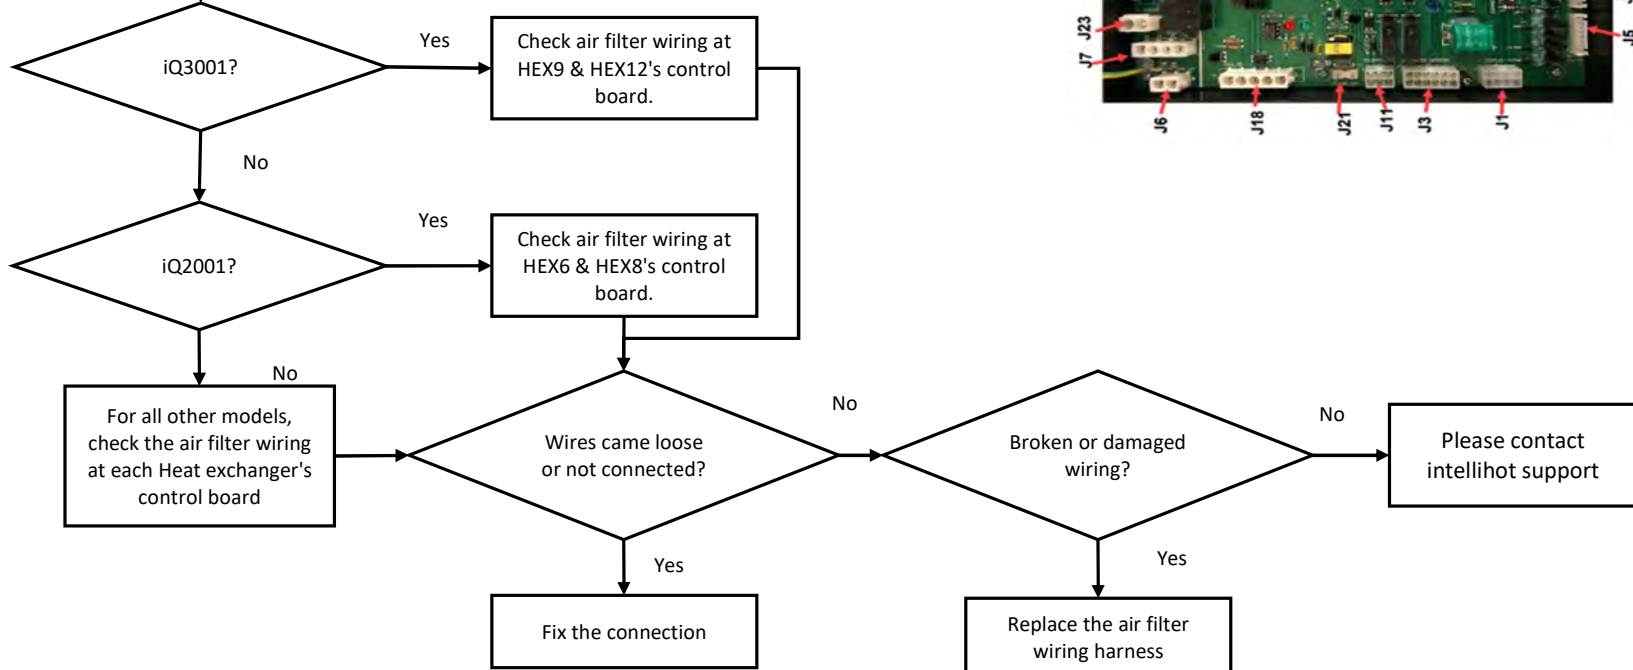 iQ3001?
Yes
Check air filter wiring at
HEX9 & HEX12's control
board.
No
J23
J7
J6
J18
J21
J11
J3
J1
J5
iQ2001?
Yes
Check air filter wiring at
HEX6 & HEX8's control
board.
No
For all other models,
check the air filter wiring
at each Heat exchanger's
control board
Wires came loose
or not connected?
No
Broken or damaged
wiring?
No
Please contact
intellihot support
Yes
Fix the connection
Yes
Replace the air filter
wiring harness